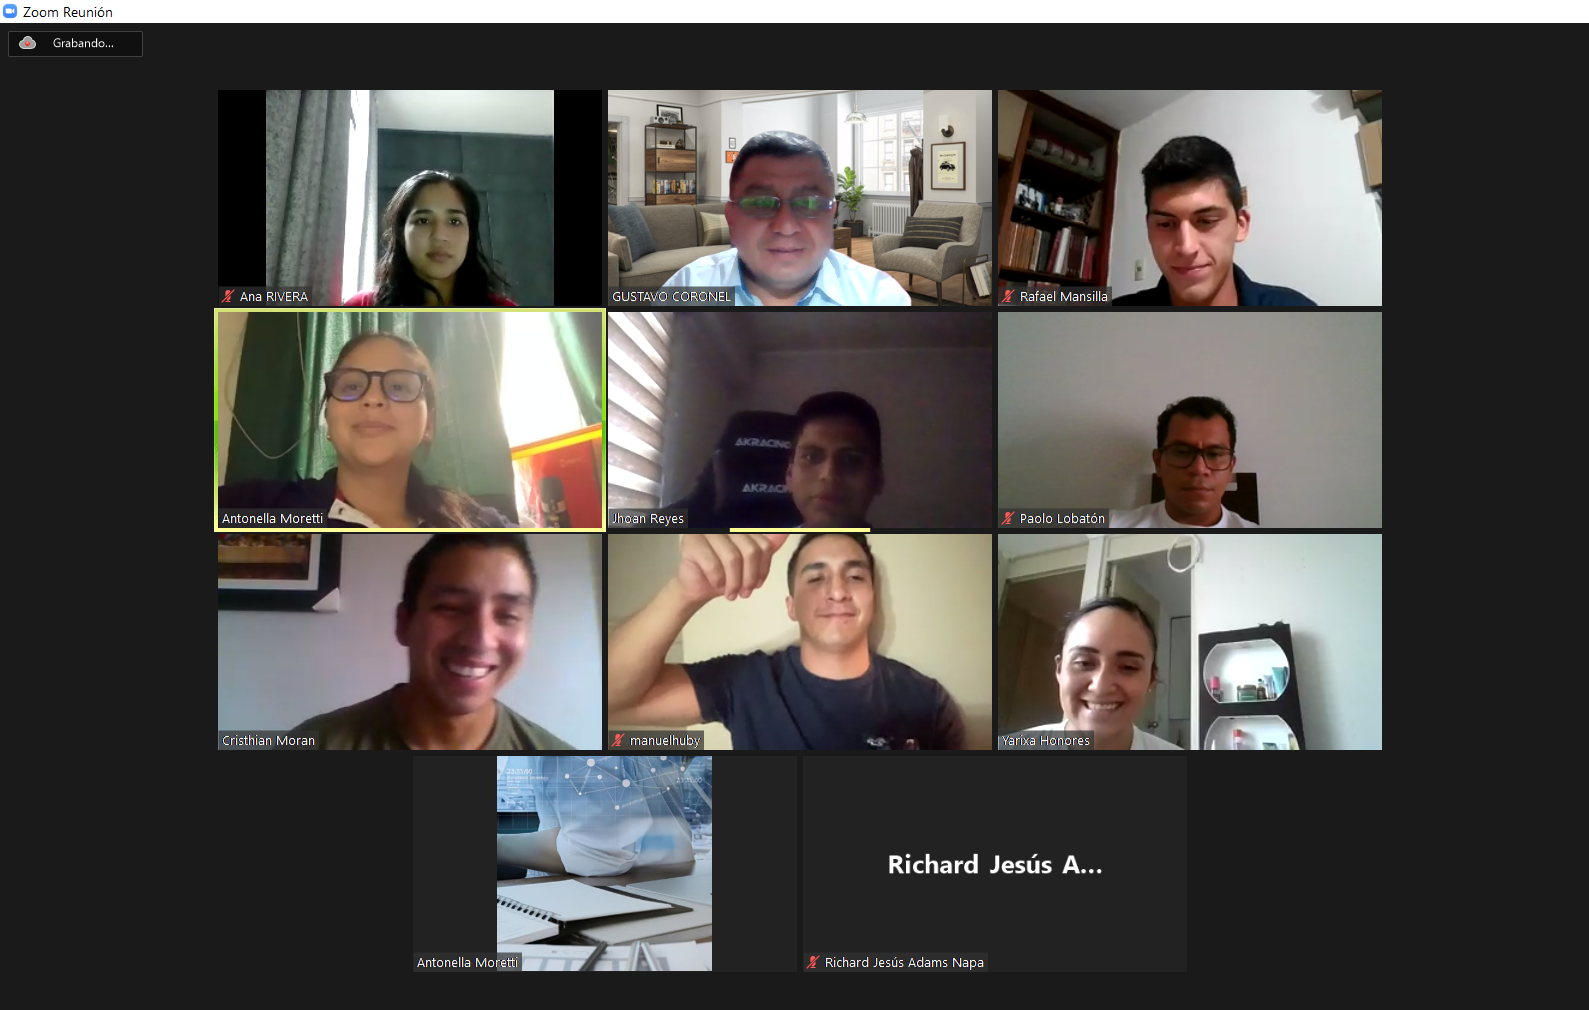 Zoom Reunión
Grabando...
Ana RIVERA
GUSTAVO CORONEL
Rafael Mansilla
Antonella Moretti
AKRACING
AKRACI
Jhoan Reyes
Paolo Lobatón
Cristhian Moran
manuelhuby
Yarixa Honores
Antonella Moretti
Richard Jesús A...
Richard Jesús Adams Napa